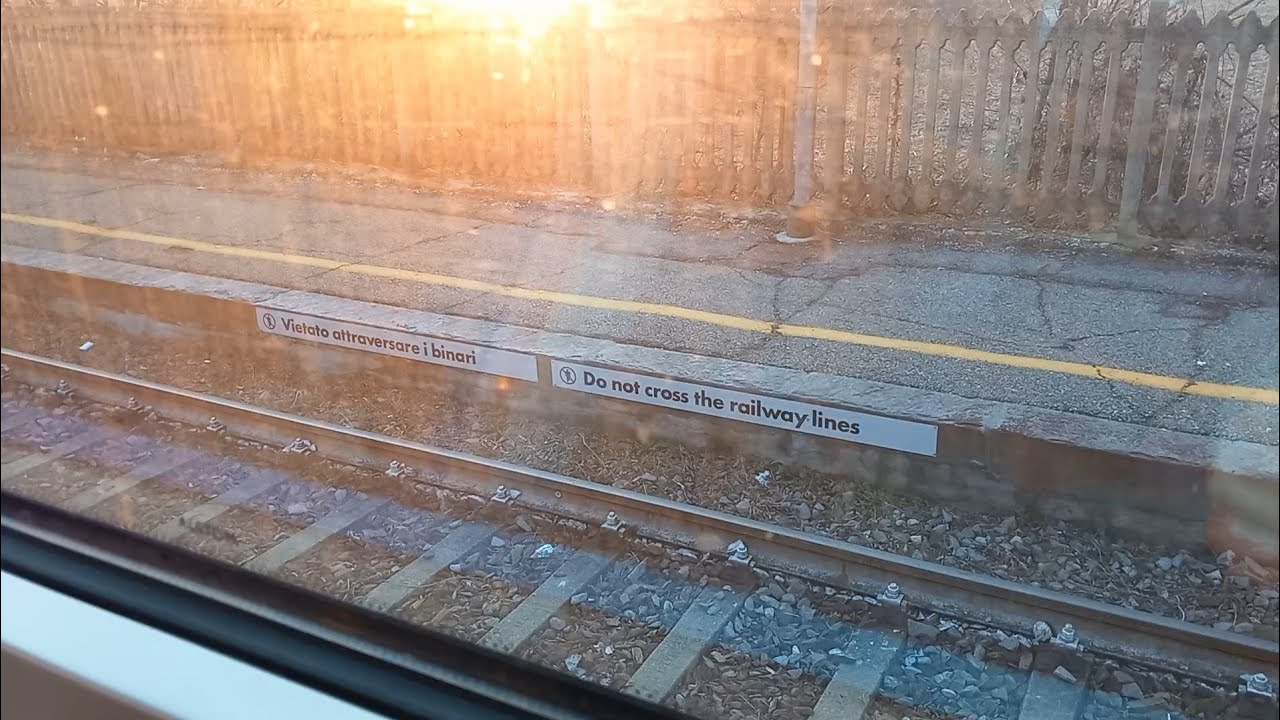 Vietato attraversare i binari
Do not cross the railway lines